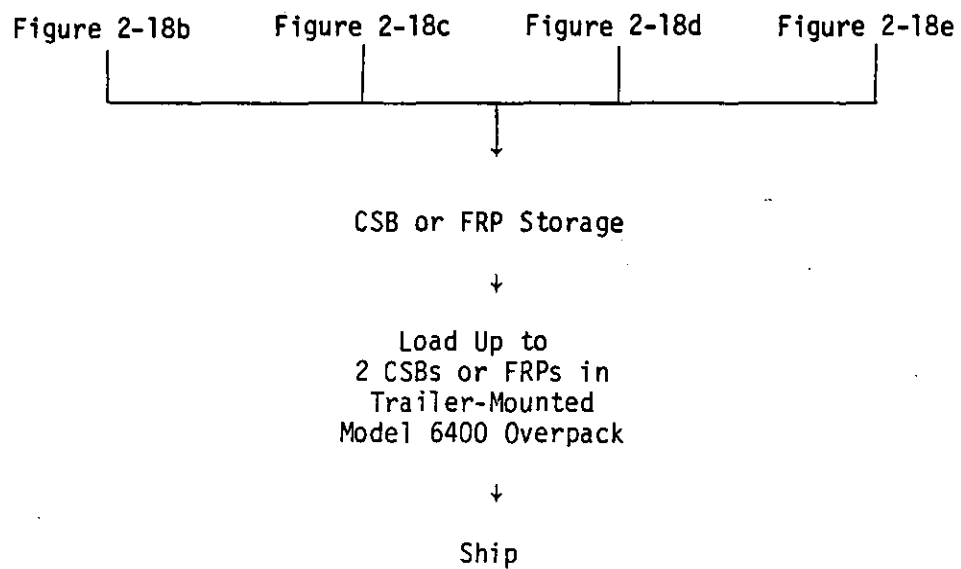 Figure 2-18b Figure 2-18c Figure 2-18d Figure 2-18e
CSB or FRP Storage
Load Up to
2 CSBs or FRPs in
Trailer-Mounted
Model 6400 Overpack
Ship